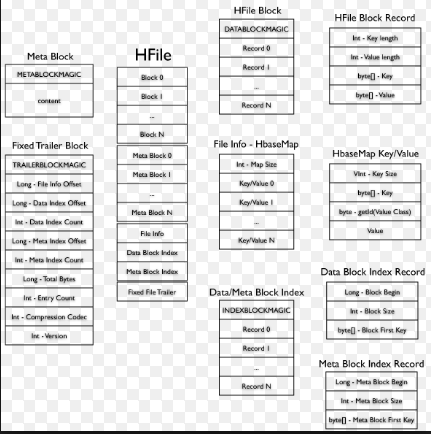 Meta Block
METABLOCKMAGIC
content
Fixed Trailer Block
TRAILERBLOCKMAGIC
Long - File Info Offset
Long - Data Index Offset
Int - Data Index Count
Long - Meta Index Offset
Int - Meta Index Count
Long - Total Bytes
Int - Entry Count
Int - Compression Codec
Int - Version
HFile
Block 0
Block 1
...
Block N
Meta Block 0
Meta Block 1
...
Meta Block N
File Info
Data Block Index
Meta Block Index
Fixed File Trailer
HFile Block
DATABLOCKMAGIC
Record 0
Record 1
...
Record N
File Info - HbaseMap
Int - Map Size
Key/Value 0
Key/Value 1
...
Key/Value N
Data/Meta Block Index
INDEXBLOCKMAGIC
Record 0
Record 1
...
Record N
HFile Block Record
Int - Key length
Int - Value length
byte[] - Key
byte[] - Value
HbaseMap Key/Value
VInt - Key Size
byte[] - Key
byte - getId(Value Class)
Value
Data Block Index Record
Long - Block Begin
Int - Block Size
byte[] - Block First Key
Meta Block Index Record
Long - Meta Block Begin
Int - Meta Block Size
byte[] - Meta Block First Key